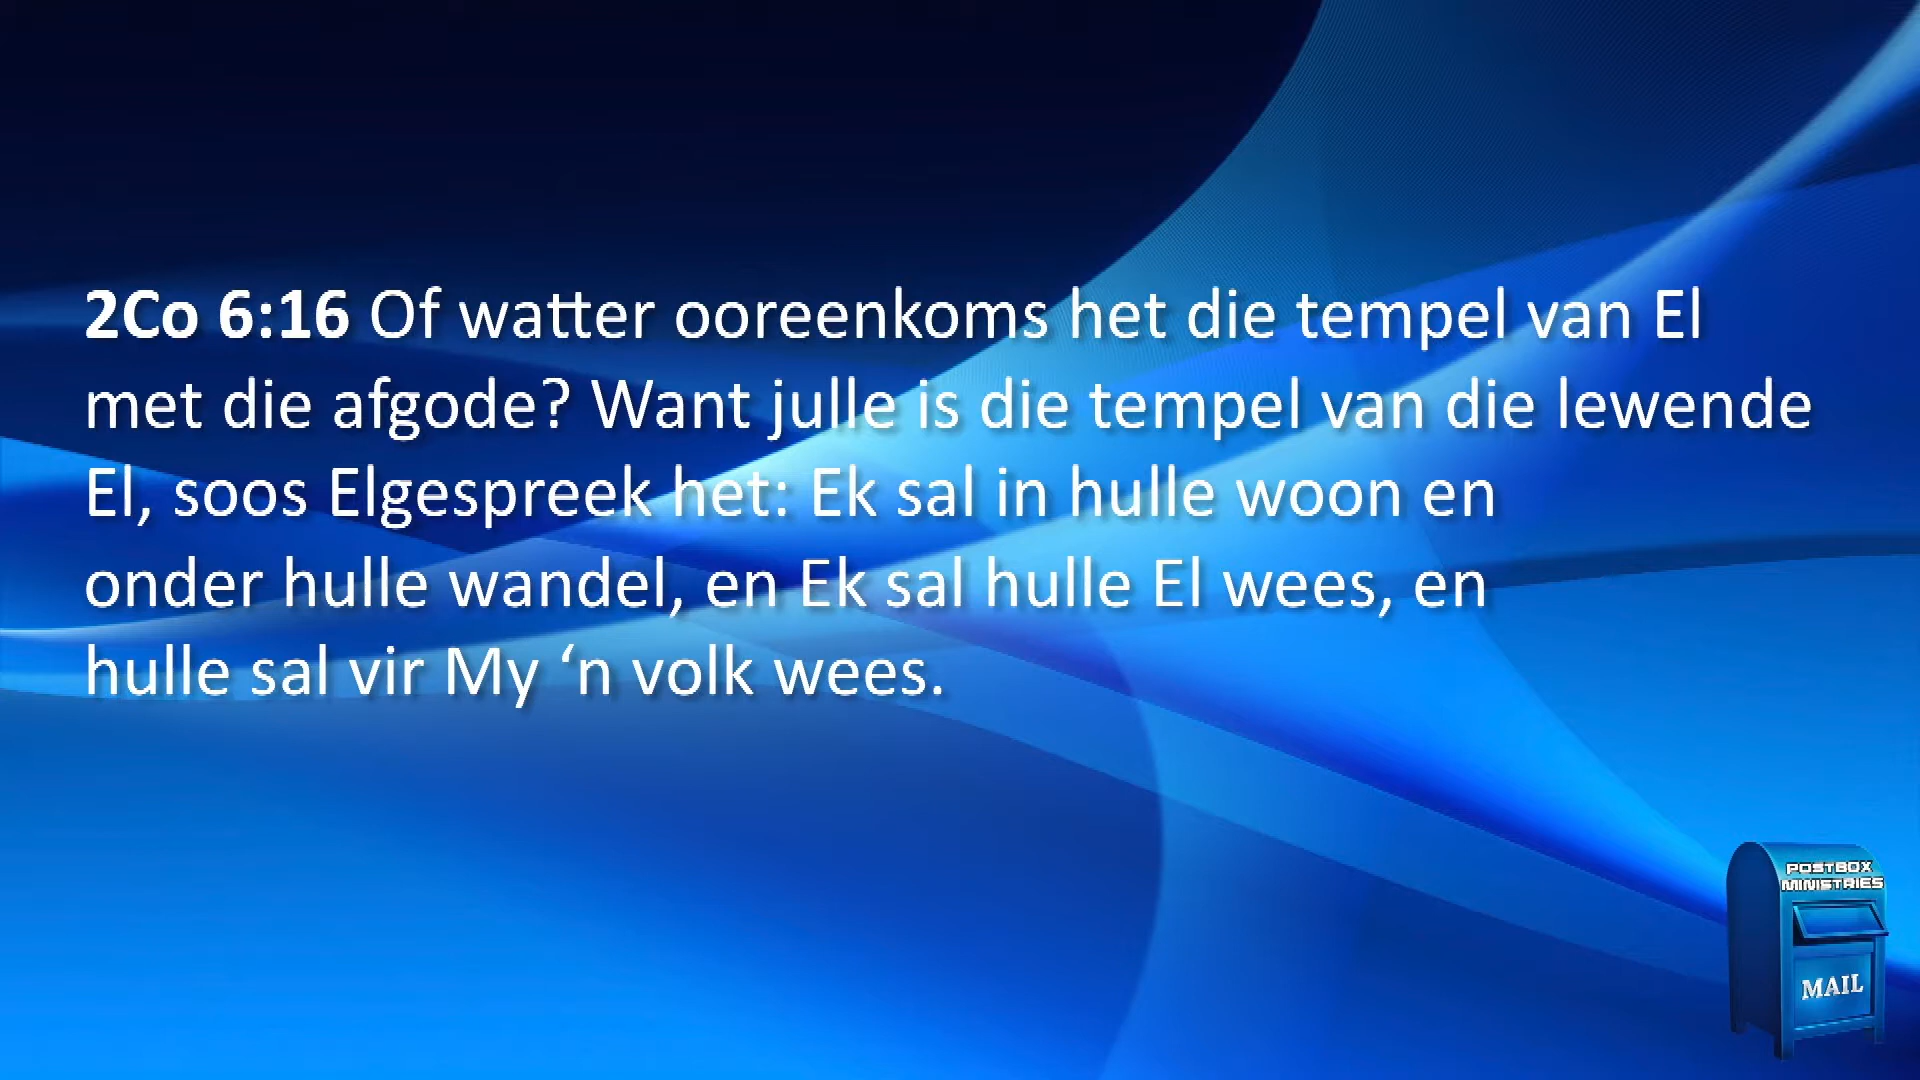 2Co 6:16 Of watter ooreenkoms het die tempel van El
met die afgode? Want julle is die tempel van die lewende
El, soos Elgespreek het: Ek sal in hulle woon en
onder hulle wandel, en Ek sal hulle El wees, en
hulle sal vir My ‘n volk wees.
POSTBOX
MINISTRIES
MAIL